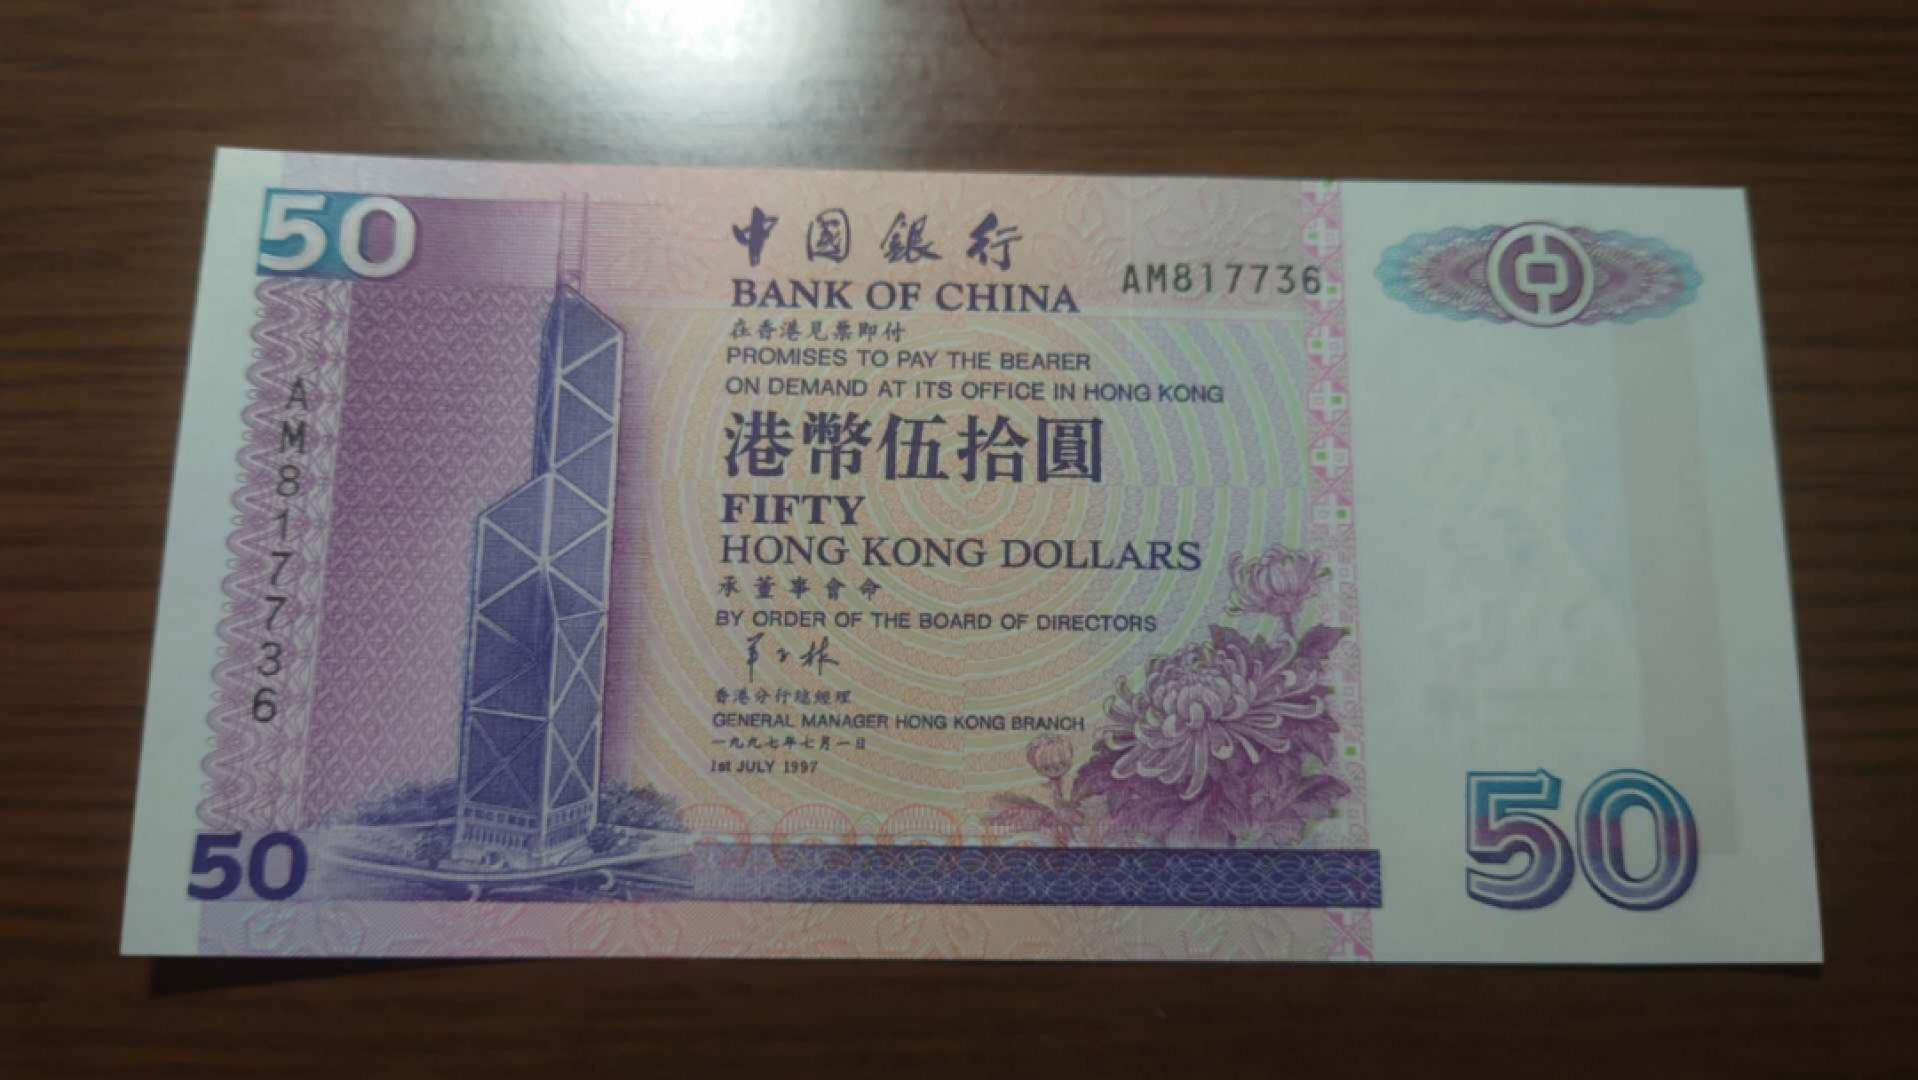 50
中國銀行
BANK OF CHINA
AM817736
在香港見票即付
PROMISES TO PAY THE BEARER
ON DEMAND AT ITS OFFICE IN HONG KONG
港幣伍拾圓
FIFTY
HONG KONG DOLLARS
承董事會命
BY ORDER OF THE BOARD OF DIRECTORS
香港分行總經理
GENERAL MANAGER HONG KONG BRANCH
一九九七年七月一日
1st JULY 1997
AM817736
50
50